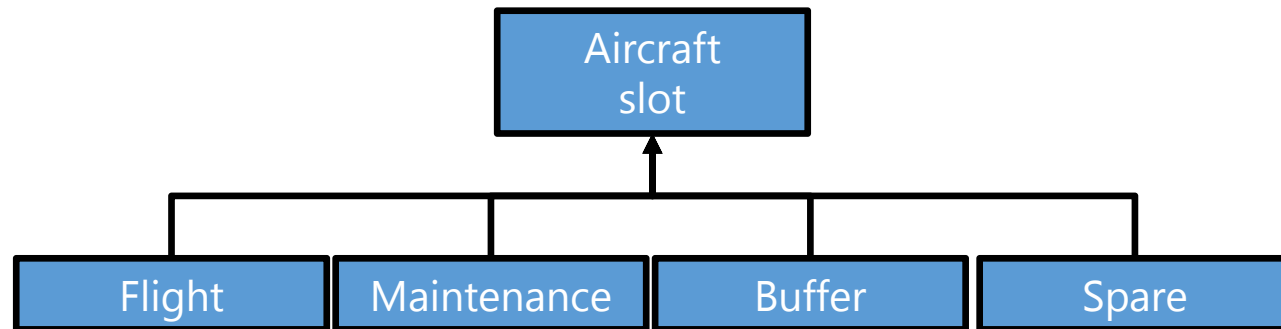 Aircraft
slot
Flight
Maintenance
Buffer
Spare